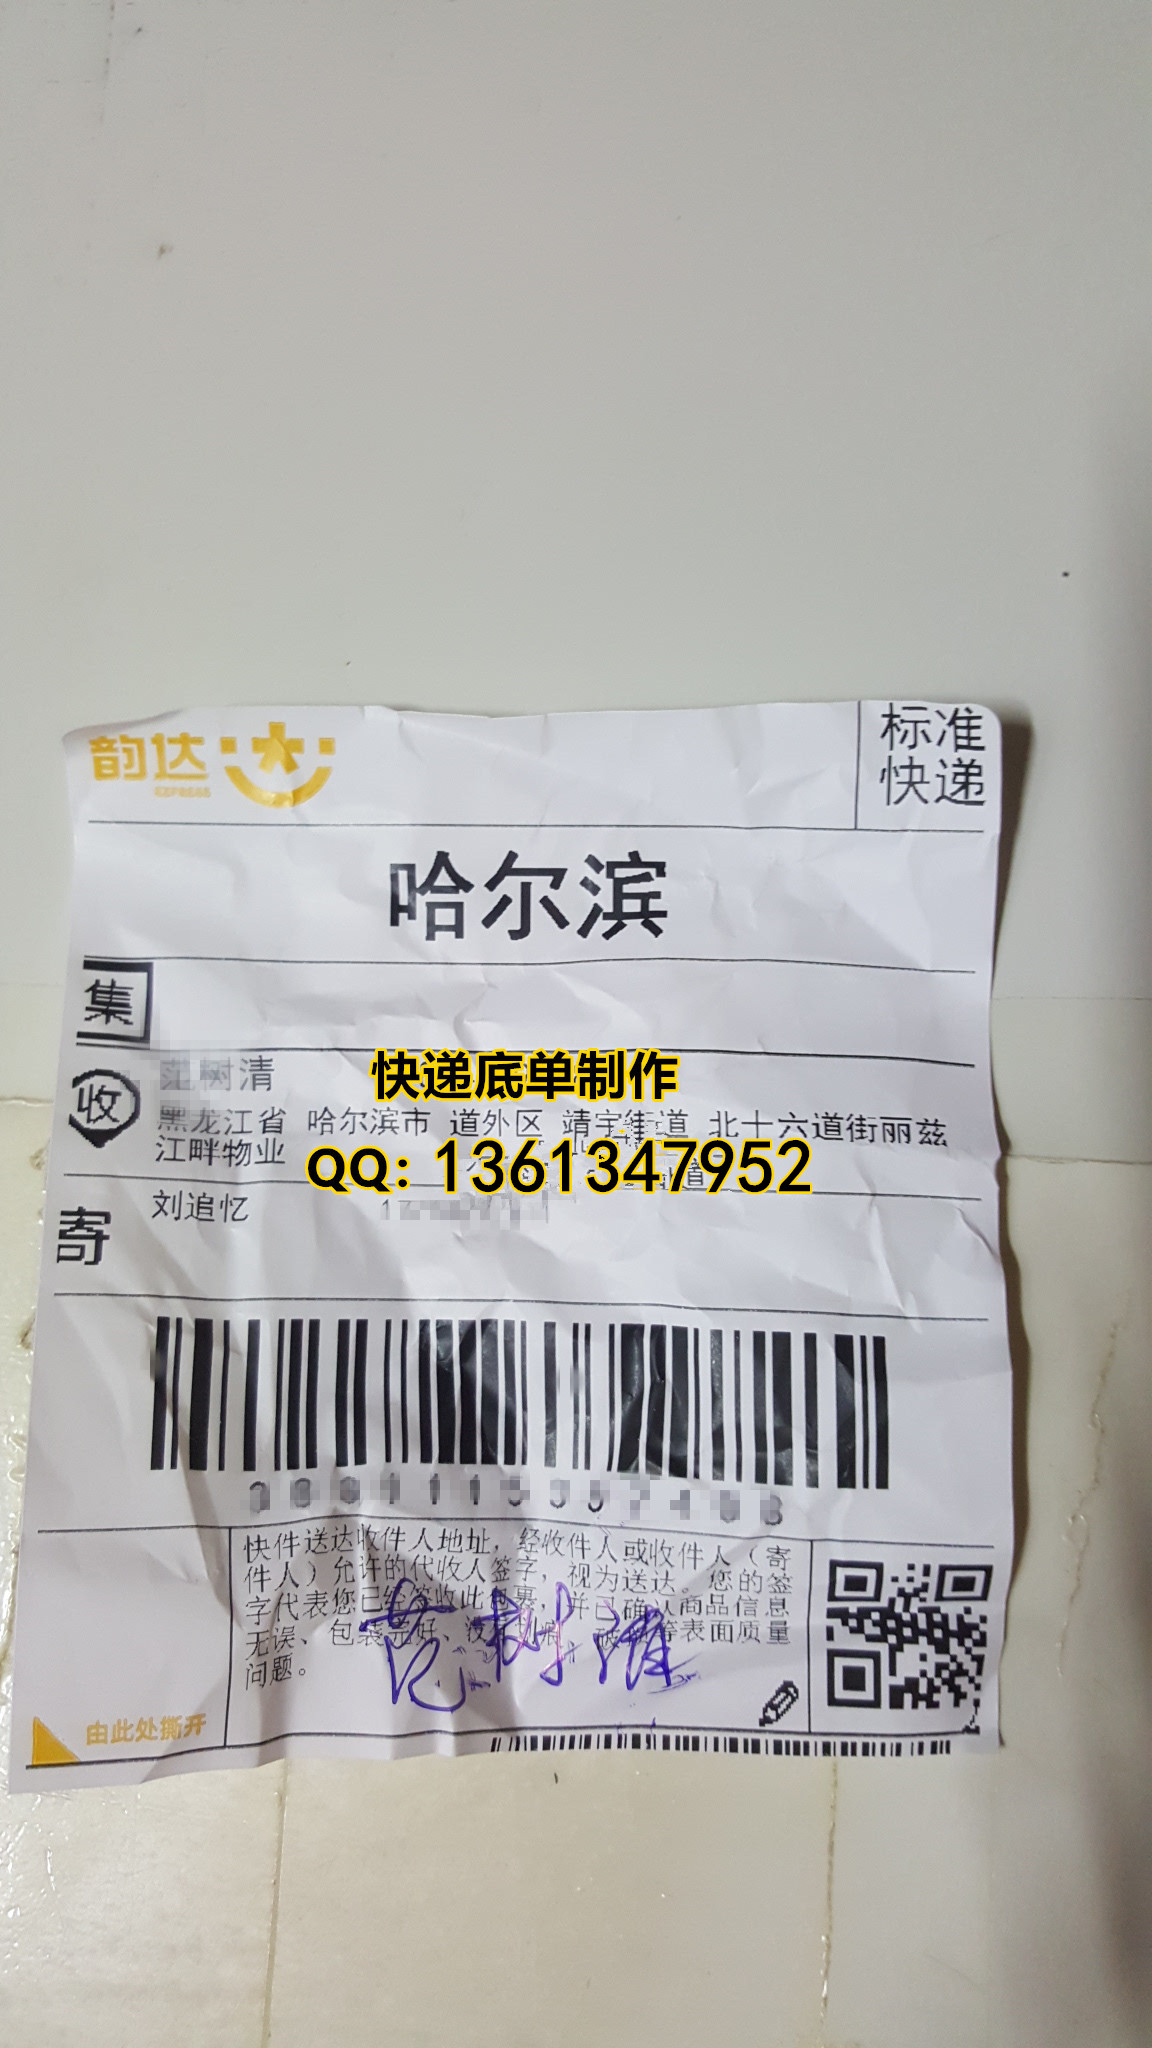 韵达
EXPRESS
标准
快递
哈尔滨
集
收
范树清
快递底单制作
黑龙江省 哈尔滨市 道外区 靖宇街道 北十六道街丽兹
江畔物业
QQ: 1361347952
寄
刘追忆
快件送达收件人地址，经收件人或收件人（寄
件人）允许的代收人签字，视为送达。您的签
字代表您已经签收此包裹，并已确认商品信息
无误、包装完好、没有 破 等表面质量
问题。
范树清
由此处撕开